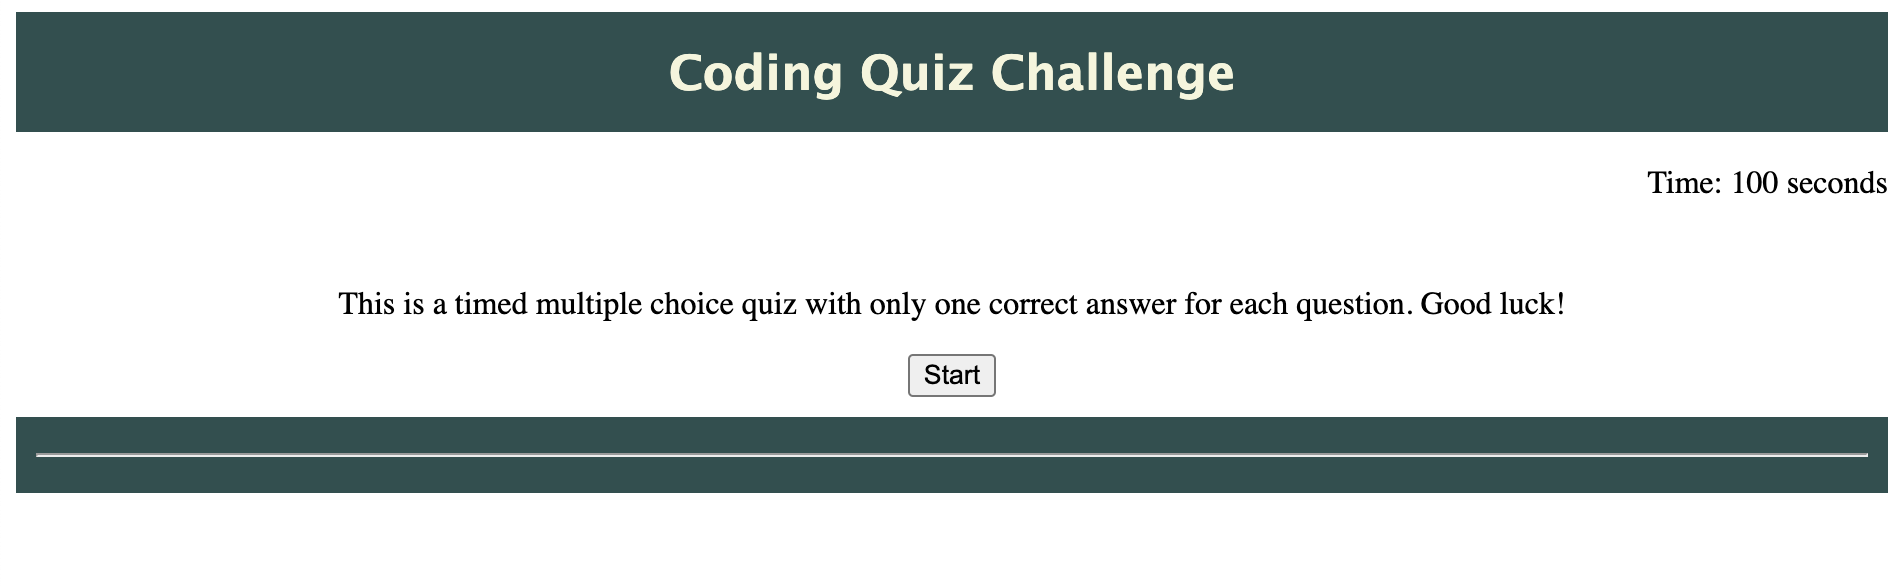 Coding Quiz Challenge
Time: 100 seconds
This is a timed multiple choice quiz with only one correct answer for each question. Good luck!
Start